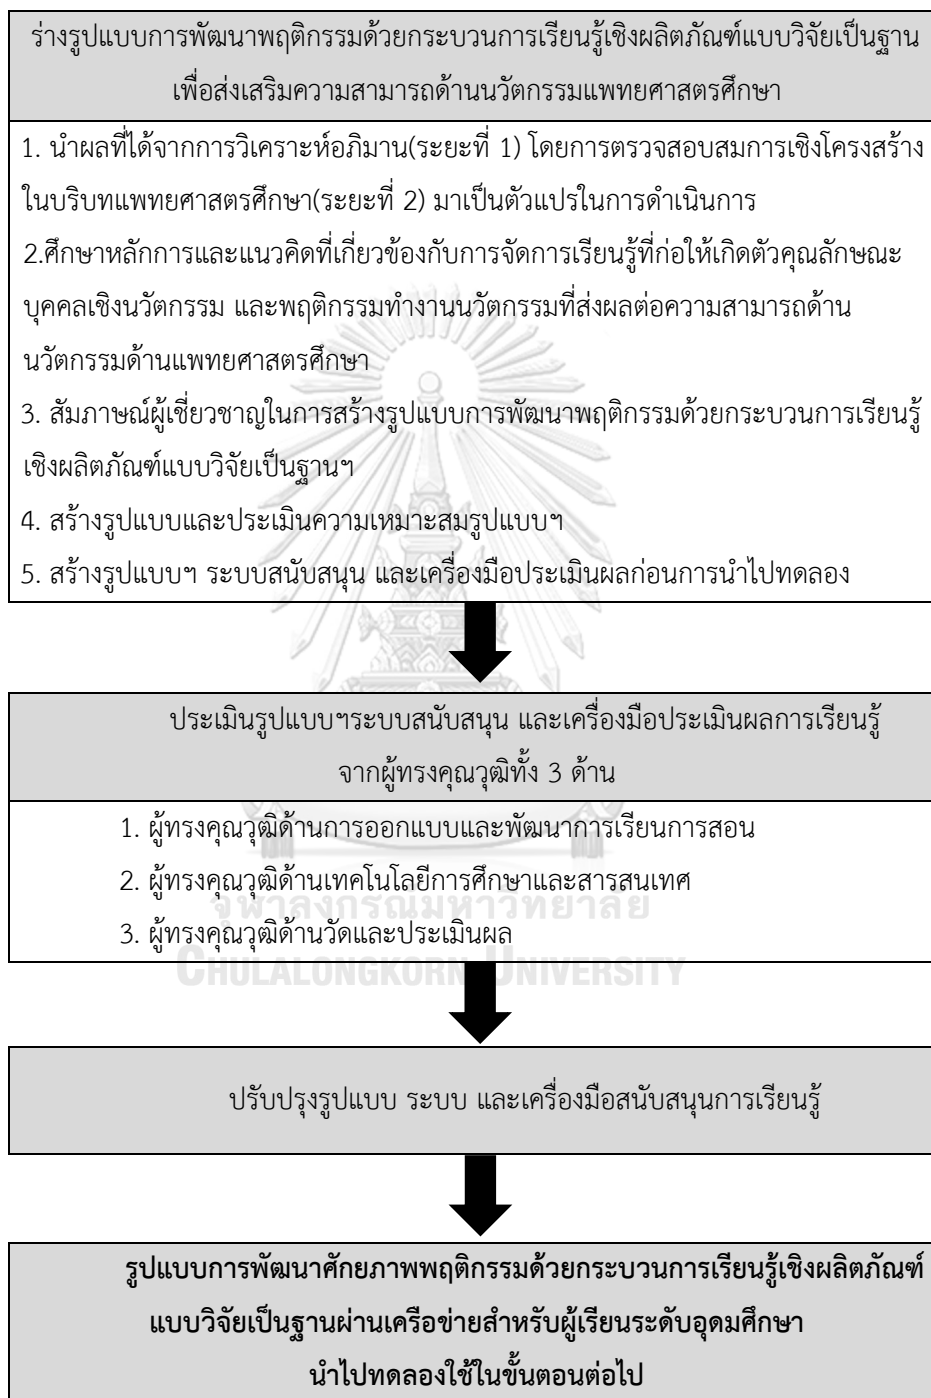 ร่างรูปแบบการพัฒนาพฤติกรรมด้วยกระบวนการเรียนรู้เชิงผลิตภัณฑ์แบบวิจัยเป็นฐาน
เพื่อส่งเสริมความสามารถด้านนวัตกรรมแพทยศาสตรศึกษา
1. นำผลที่ได้จากการวิเคราะห์อภิมาน(ระยะที่ 1) โดยการตรวจสอบสมการเชิงโครงสร้าง
ในบริบทแพทยศาสตรศึกษา(ระยะที่ 2) มาเป็นตัวแปรในการดำเนินการ
2.ศึกษาหลักการและแนวคิดที่เกี่ยวข้องกับการจัดการเรียนรู้ที่ก่อให้เกิดตัวคุณลักษณะ
บุคคลเชิงนวัตกรรม และพฤติกรรมทำงานนวัตกรรมที่ส่งผลต่อความสามารถด้าน
นวัตกรรมด้านแพทยศาสตรศึกษา
3. สัมภาษณ์ผู้เชี่ยวชาญในการสร้างรูปแบบการพัฒนาพฤติกรรมด้วยกระบวนการเรียนรู้
เชิงผลิตภัณฑ์แบบวิจัยเป็นฐานฯ
4. สร้างรูปแบบและประเมินความเหมาะสมรูปแบบฯ
5. สร้างรูปแบบฯ ระบบสนับสนุน และเครื่องมือประเมินผลก่อนการนำไปทดลอง
ประเมินรูปแบบฯระบบสนับสนุน และเครื่องมือประเมินผลการเรียนรู้
จากผู้ทรงคุณวุฒิทั้ง 3 ด้าน
1. ผู้ทรงคุณวุฒิด้านการออกแบบและพัฒนาการเรียนการสอน
2. ผู้ทรงคุณวุฒิด้านเทคโนโลยีการศึกษาและสารสนเทศ
จุฬาลงกรณ์มหาวิทยาลัย
3. ผู้ทรงคุณวุฒิด้านวัดและประเมินผล
CHULALONGKORN UNIVERSITY
ปรับปรุงรูปแบบ ระบบ และเครื่องมือสนับสนุนการเรียนรู้
รูปแบบการพัฒนาศักยภาพพฤติกรรมด้วยกระบวนการเรียนรู้เชิงผลิตภัณฑ์
แบบวิจัยเป็นฐานผ่านเครือข่ายสำหรับผู้เรียนระดับอุดมศึกษา
นำไปทดลองใช้ในขั้นตอนต่อไป